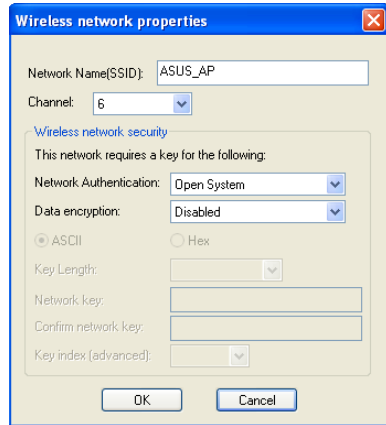 Wireless network properties
Network Name(SSID): ASUS_AP
Channel: 6
Wireless network security
This network requires a key for the following:
Network Authentication: Open System
Data encryption: Disabled
ASCII Hex
Key Length:
Network key:
Confirm network key:
Key index (advanced):
OK Cancel